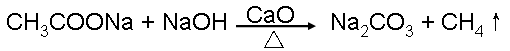 CH₃COONa + NaOH —CaO/△→ Na₂CO₃ + CH₄ ↑